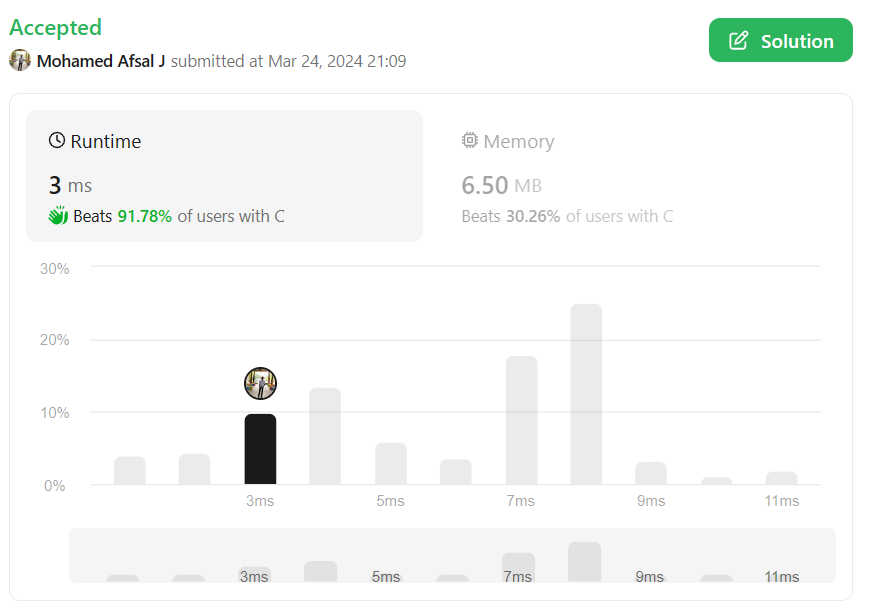 Accepted
Solution
Mohamed Afsal J submitted at Mar 24, 2024 21:09
Runtime
3 ms
Beats 91.78% of users with C
Memory
6.50 MB
Beats 30.26% of users with C
30%
20%
10%
0%
3ms 5ms 7ms 9ms 11ms
3ms 5ms 7ms 9ms 11ms